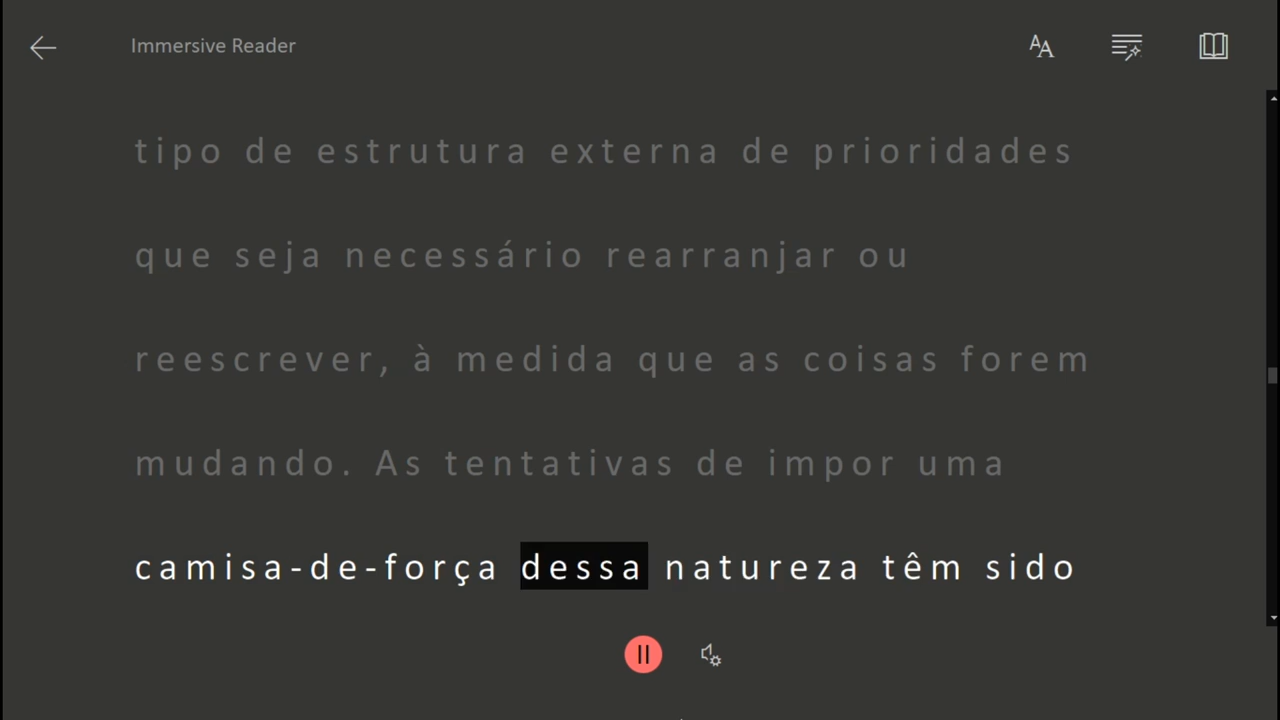 Immersive Reader
tipo de estrutura externa de prioridades
que seja necessário rearranjar ou
reescrever, à medida que as coisas forem
mudando. As tentativas de impor uma
camisa-de-força dessa natureza têm sido